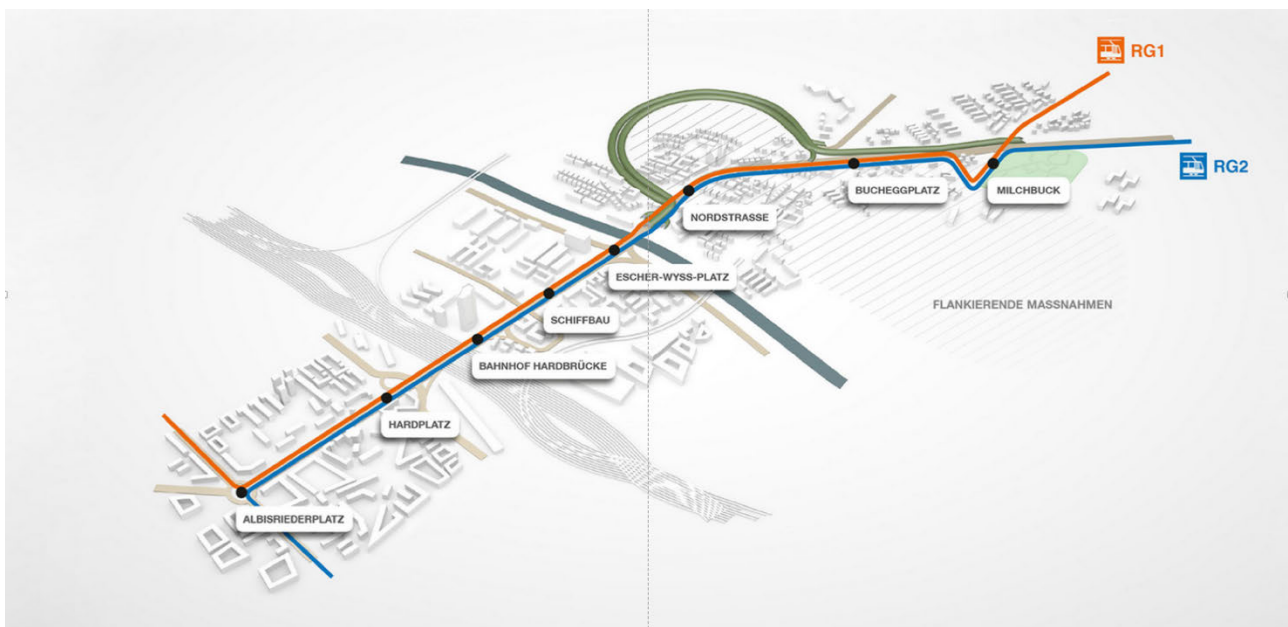 RG1
RG2
BUCHEGGPLATZ
MILCHBUCK
NORDSTRASSE
ESCHER-WYSS-PLATZ
FLANKIERENDE MASSNAHMEN
SCHIFFBAU
BAHNHOF HARDBRÜCKE
HARDPLATZ
ALBISRIEDERPLATZ